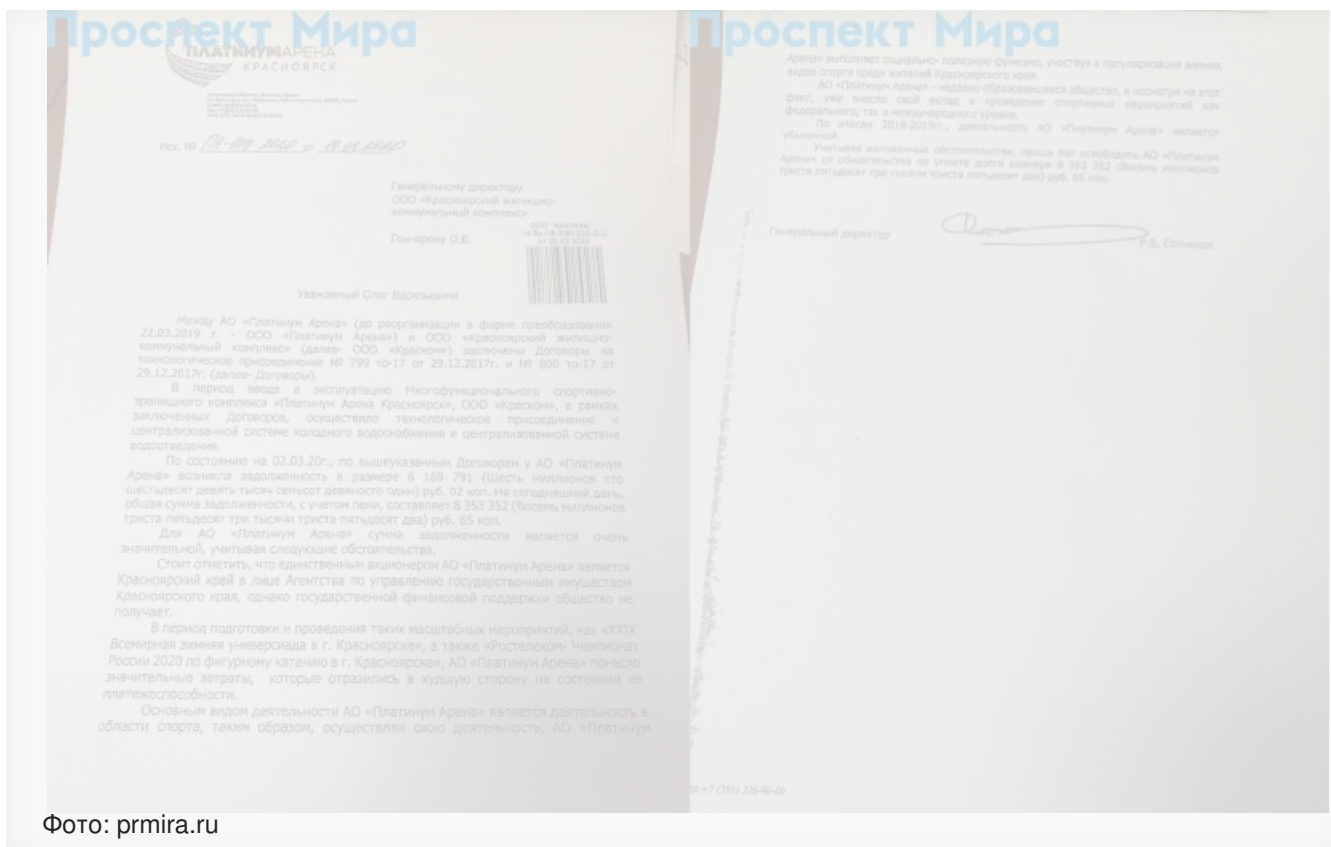 Проспект Мира
ПЛАТИНУМАРЕНА
КРАСНОЯРСК
Исх. № ПА-
от
Генеральному директору
ООО «Красноярский жилищно-
коммунальный комплекс»
Гончерову О.В.
от 20.03.2020
Уважаемый Олег Васильевич!
Между АО «Платинум Арена» (до реорганизации в форме преобразования
22.03.2019 г. - ООО «Платинум Арена») и ООО «Красноярский жилищно-
коммунальный комплекс» (далее- ООО «Краском») заключены Договоры на
технологическое присоединение № 799 то-17 от 29.12.2017г. и № 800 то-17 от
29.12.2017г. (далее- Договоры).
В период ввода в эксплуатацию Многофункционального спортивно-
зрелищного комплекса «Платинум Арена Красноярск», ООО «Краском», в рамках
заключенных Договоров, осуществило технологическое присоединение к
централизованной системе холодного водоснабжения и централизованной системе
водоотведения.
По состоянию на 02.03.20г., по вышеуказанным Договорам у АО «Платинум
Арена» возникла задолженность в размере 6 169 791 (Шесть миллионов сто
шестьдесят девять тысяч семьсот девяносто один) руб. 02 коп. На сегодняшний день,
общая сумма задолженности, с учетом пени, составляет 8 353 352 (Восемь миллионов
триста пятьдесят три тысячи триста пятьдесят два) руб. 65 коп.
Для АО «Платинум Арена» сумма задолженности является очень
значительной, учитывая следующие обстоятельства.
Стоит отметить, что единственным акционером АО «Платинум Арена» является
Красноярский край в лице Агентства по управлению государственным имуществом
Красноярского края, однако государственной финансовой поддержки общество не
получает.
В период подготовки и проведения таких масштабных мероприятий, как «XXIX
Всемирная зимняя универсиада в г. Красноярске», а также «Ростелеком- Чемпионат
России 2020 по фигурному катанию в г. Красноярске», АО «Платинум Арена» понесло
значительные затраты, которые отразились в худшую сторону на состоянии ее
платежеспособности.
Основным видом деятельности АО «Платинум Арена» является деятельность в
области спорта, таким образом, осуществляя свою деятельность, АО «Платинум
Проспект Мира
Арена» выполняет социально- полезную функцию, участвуя в популяризации зимних
видов спорта среди жителей Красноярского края.
АО «Платинум Арена» - недавно образовавшееся общество, и несмотря на этот
факт, уже внесло свой вклад в проведение спортивных мероприятий как
федерального, так и международного уровня.
По итогам 2018-2019гг., деятельность АО «Платинум Арена» является
убыточной.
Учитывая изложенные обстоятельства, прошу Вас освободить АО «Платинум
Арена» от обязательства по уплате долга размере 8 353 352 (Восемь миллионов
триста пятьдесят три тысячи триста пятьдесят два) руб. 65 коп.
Генеральный директор
Р.Б. Сотников
Фото: prmira.ru